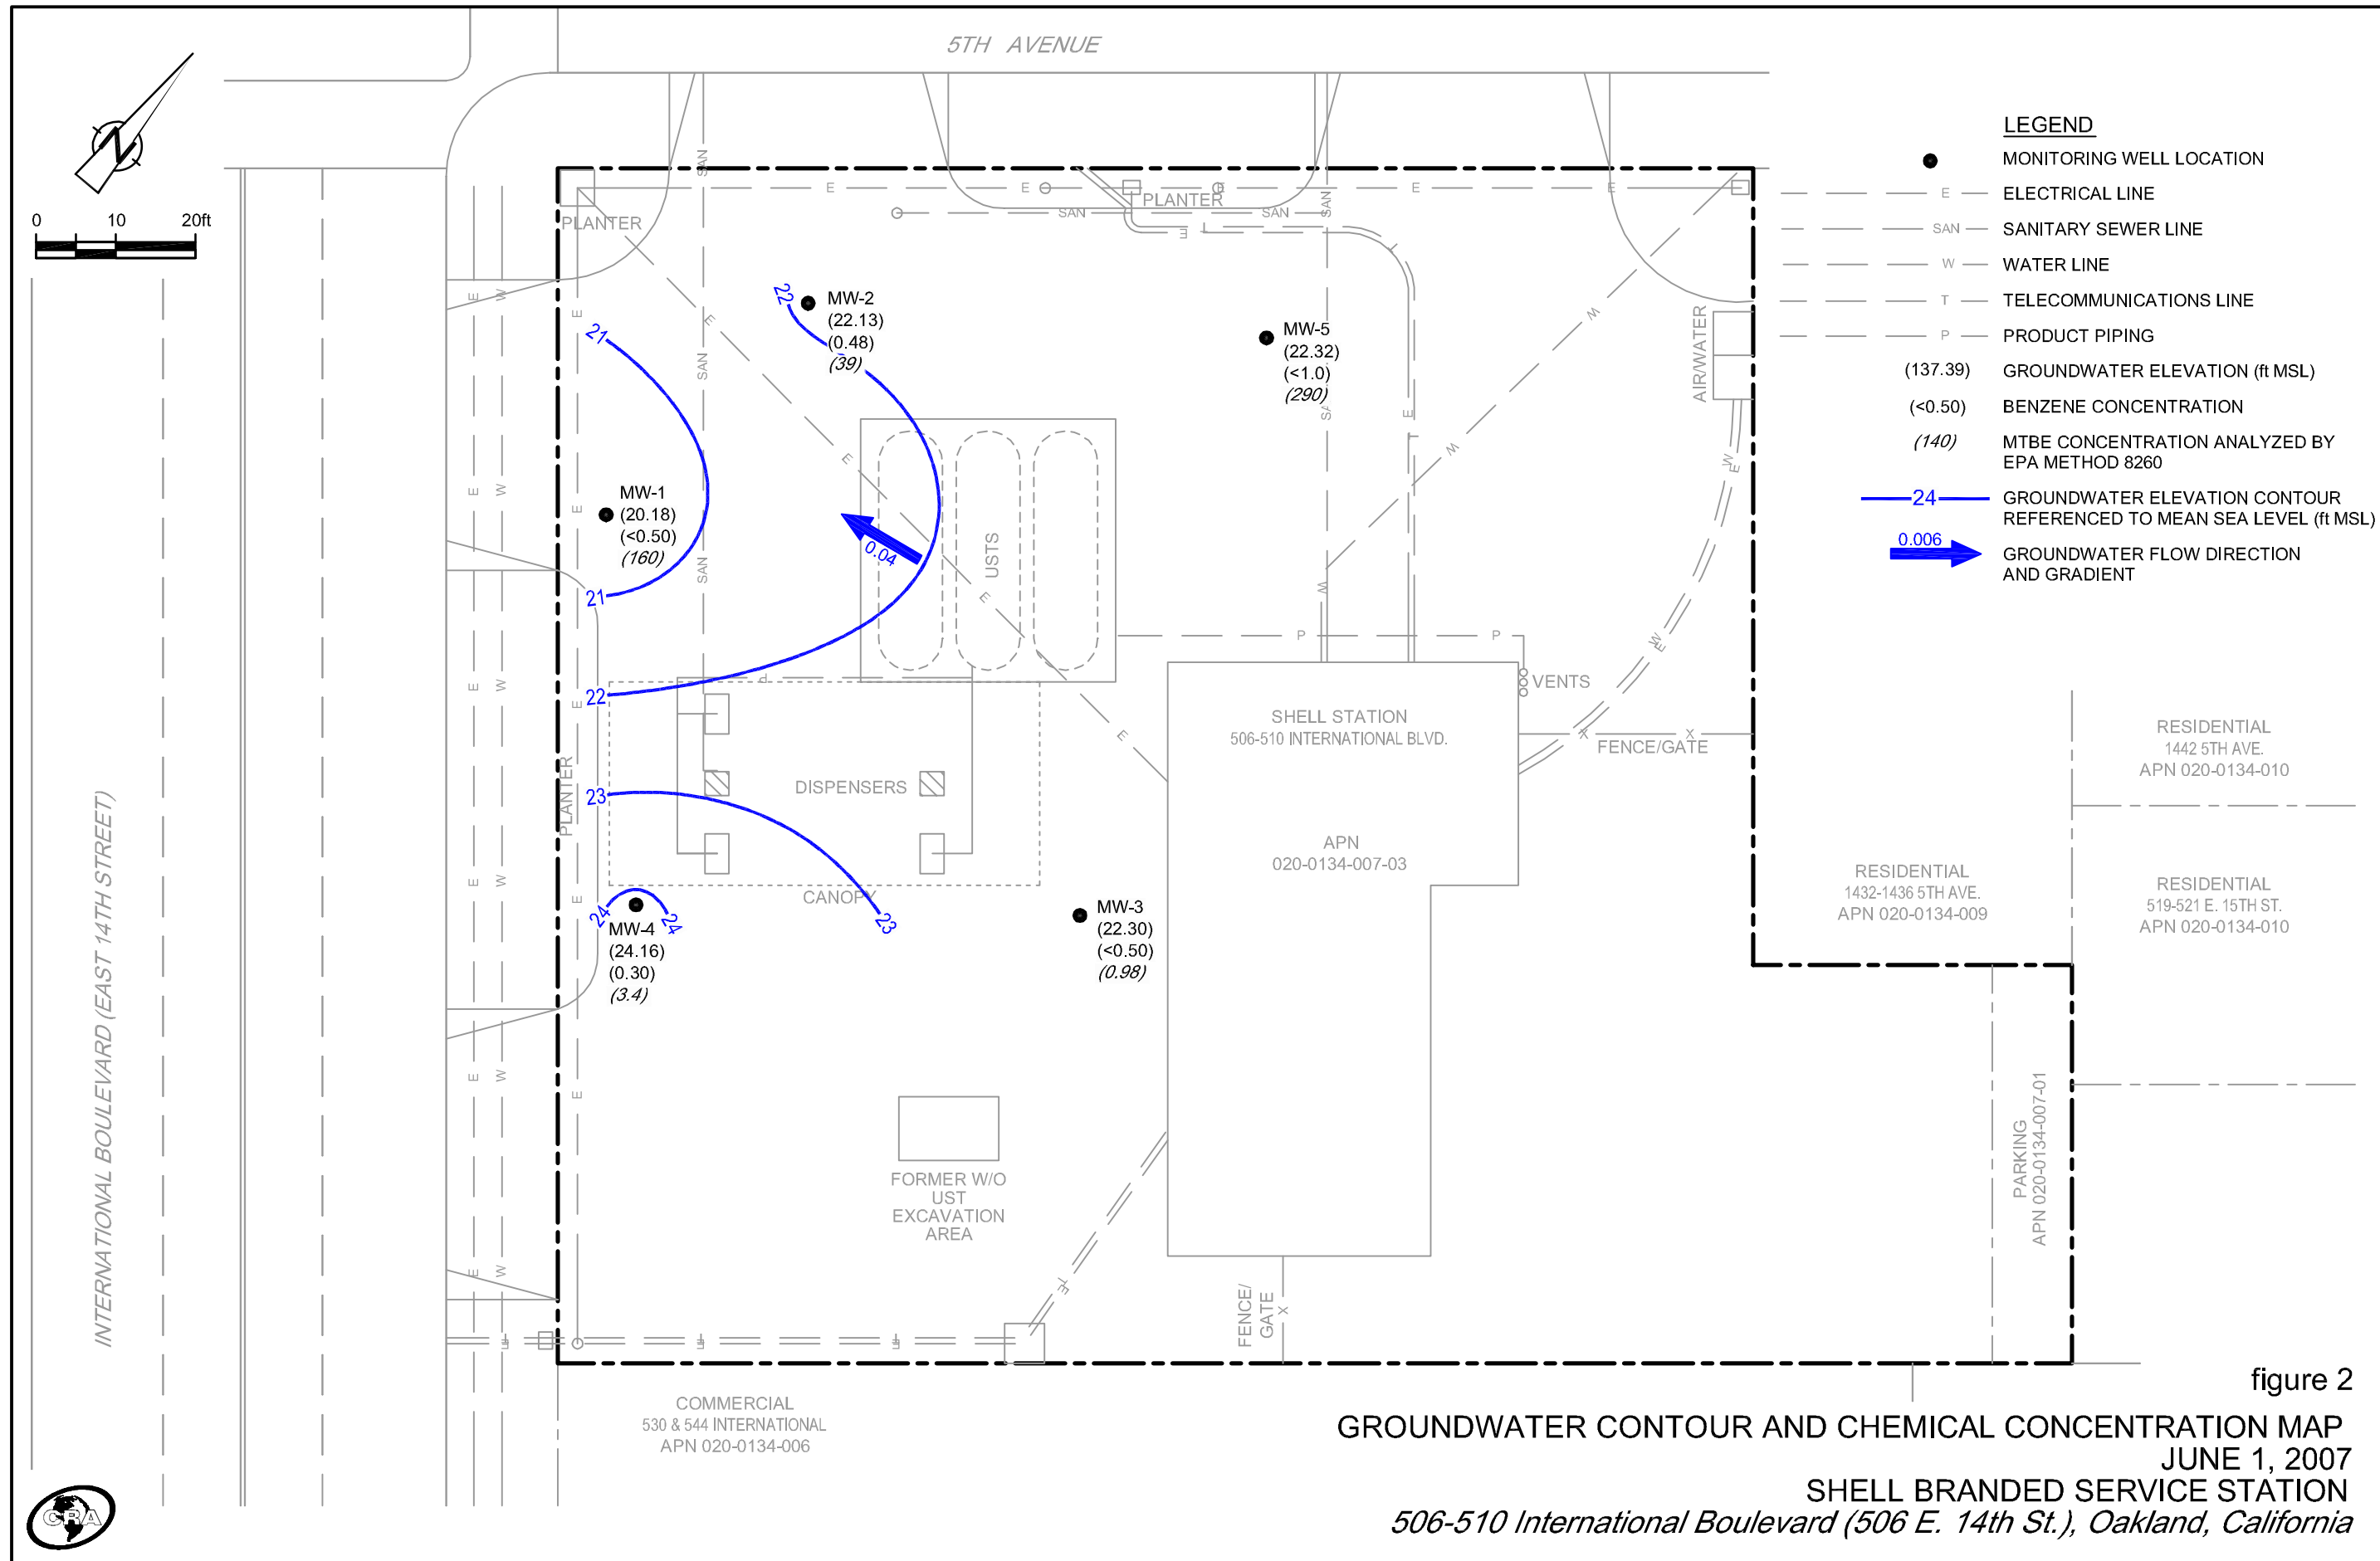 5TH AVENUE
N
0 10 20ft
LEGEND
MONITORING WELL LOCATION
E ELECTRICAL LINE
SAN SANITARY SEWER LINE
W WATER LINE
T TELECOMMUNICATIONS LINE
P PRODUCT PIPING
(137.39) GROUNDWATER ELEVATION (ft MSL)
(<0.50) BENZENE CONCENTRATION
(140) MTBE CONCENTRATION ANALYZED BY
EPA METHOD 8260
24 GROUNDWATER ELEVATION CONTOUR
REFERENCED TO MEAN SEA LEVEL (ft MSL)
0.006
GROUNDWATER FLOW DIRECTION
AND GRADIENT
PLANTER
PLANTER
MW-2
(22.13)
(0.48)
(39)
MW-5
(22.32)
(<1.0)
(290)
AIR/WATER
22
21
MW-1
(20.18)
(<0.50)
(160)
21
0.04
USTS
22
VENTS
SHELL STATION
506-510 INTERNATIONAL BLVD.
FENCE/GATE
RESIDENTIAL
1442 5TH AVE.
APN 020-0134-010
PLANTER
23
DISPENSERS
APN
020-0134-007-03
CANOPY
23
24
24
MW-4
(24.16)
(0.30)
(3.4)
MW-3
(22.30)
(<0.50)
(0.98)
RESIDENTIAL
1432-1436 5TH AVE.
APN 020-0134-009
RESIDENTIAL
519-521 E. 15TH ST.
APN 020-0134-010
INTERNATIONAL BOULEVARD (EAST 14TH STREET)
FORMER W/O
UST
EXCAVATION
AREA
FENCE/
GATE
PARKING
APN 020-0134-007-01
COMMERCIAL
530 & 544 INTERNATIONAL
APN 020-0134-006
CRA
figure 2
GROUNDWATER CONTOUR AND CHEMICAL CONCENTRATION MAP
JUNE 1, 2007
SHELL BRANDED SERVICE STATION
506-510 International Boulevard (506 E. 14th St.), Oakland, California